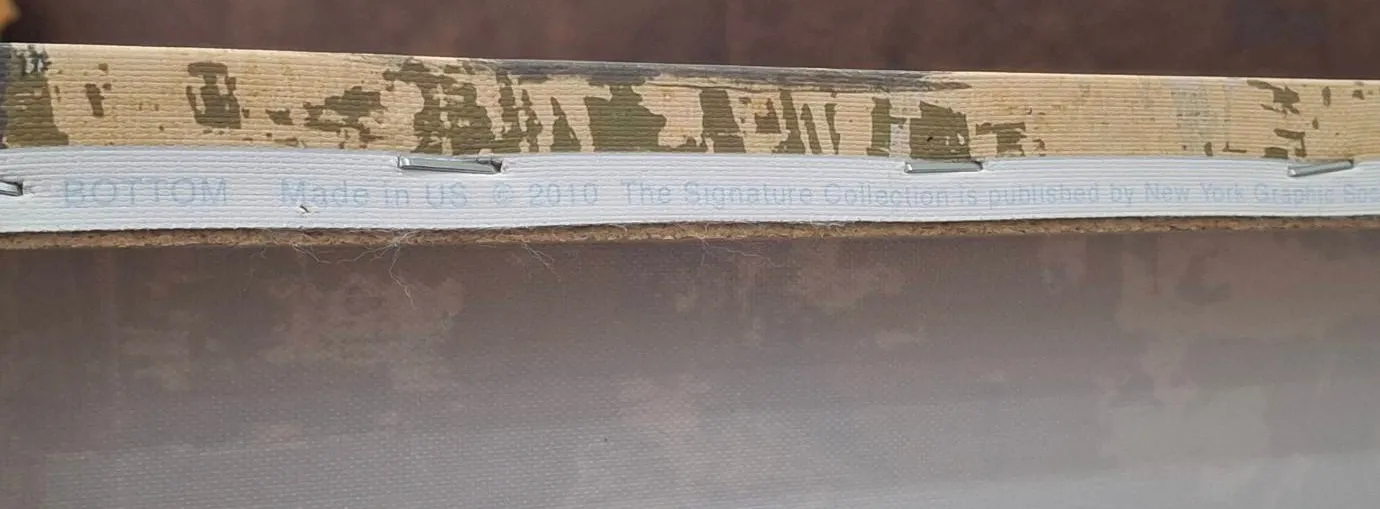 BOTTOM Made in US © 2010 The Signature Collection is published by New York Graphic